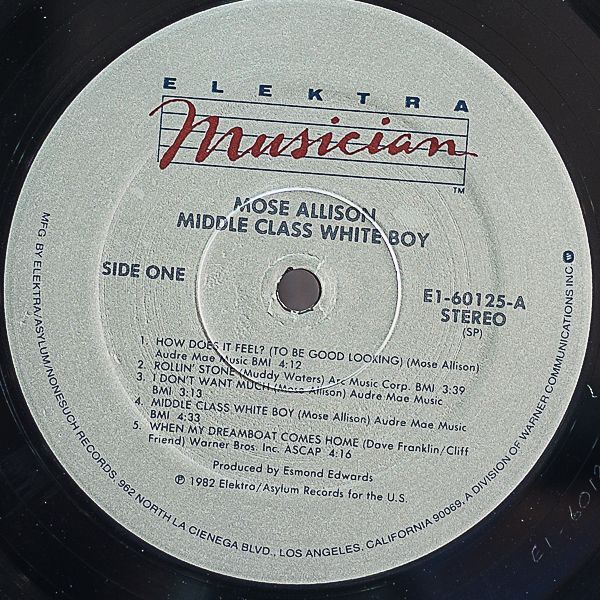 ELEKTRA
Musician
TM
MOSE ALLISON
MIDDLE CLASS WHITE BOY
SIDE ONE
E1-60125-A
STEREO
(SP)
1. HOW DOES IT FEEL? (TO BE GOOD LOOKING) (Mose Allison)
Audre Mae Music BMI 4:12
2. ROLLIN' STONE (Muddy Waters) Arc Music Corp. BMI 3:39
3. I DON'T WANT MUCH (Mose Allison) Audre Mae Music
BMI 3:13
4. MIDDLE CLASS WHITE BOY (Mose Allison) Audre Mae Music
BMI 4:33
5. WHEN MY DREAMBOAT COMES HOME (Dave Franklin/Cliff
Friend) Warner Bros. Inc. ASCAP 4:16
Produced by Esmond Edwards
℗ 1982 Elektra/Asylum Records for the U.S.
MFG. BY ELEKTRA/ASYLUM/NONESUCH RECORDS, 962 NORTH LA CIENEGA BLVD., LOS ANGELES, CALIFORNIA 90069, A DIVISION OF WARNER COMMUNICATIONS INC.